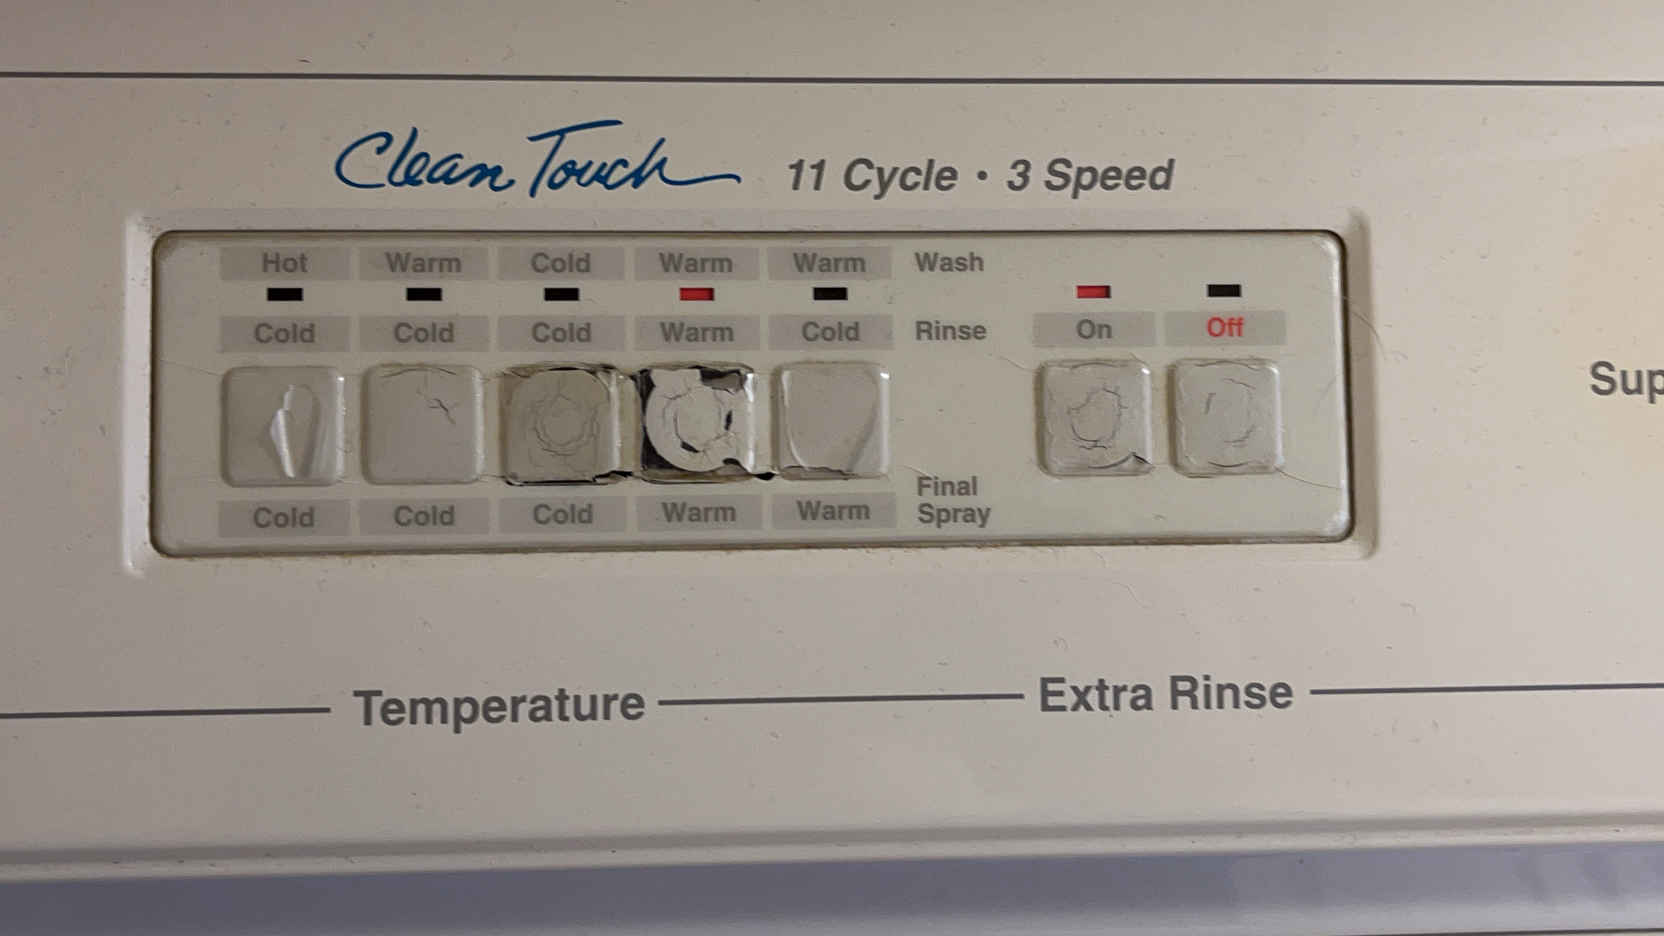 Clean Touch 11 Cycle • 3 Speed
Hot Warm Cold Warm Warm Wash
Cold Cold Cold Warm Cold Rinse On Off
Sup
Final
Cold Cold Cold Warm Warm Spray
Temperature Extra Rinse